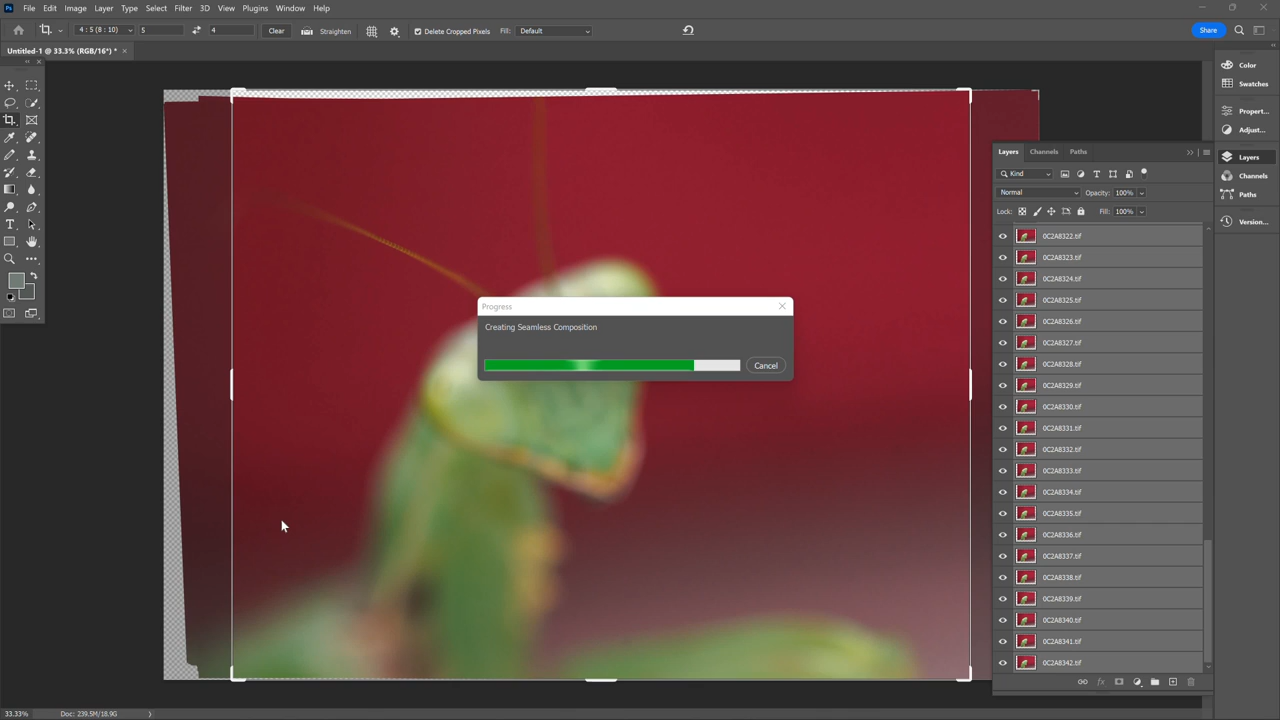 Ps File Edit Image Layer Type Select Filter 3D View Plugins Window Help
4 : 5 (8 : 10) 5 4 Clear Straighten Delete Cropped Pixels Fill: Default Share
Untitled-1 @ 33.3% (RGB/16*) *
Color
Swatches
Propert...
Adjust...
Layers
Channels
Paths
Version...
Layers Channels Paths
Kind
Normal Opacity: 100%
Lock: Fill: 100%
0C2A8322.tif
0C2A8323.tif
0C2A8324.tif
0C2A8325.tif
0C2A8326.tif
0C2A8327.tif
0C2A8328.tif
0C2A8329.tif
0C2A8330.tif
0C2A8331.tif
0C2A8332.tif
0C2A8333.tif
0C2A8334.tif
0C2A8335.tif
0C2A8336.tif
0C2A8337.tif
0C2A8338.tif
0C2A8339.tif
0C2A8340.tif
0C2A8341.tif
0C2A8342.tif
Progress
Creating Seamless Composition
Cancel
33.33% Doc: 239.5M/18.9G